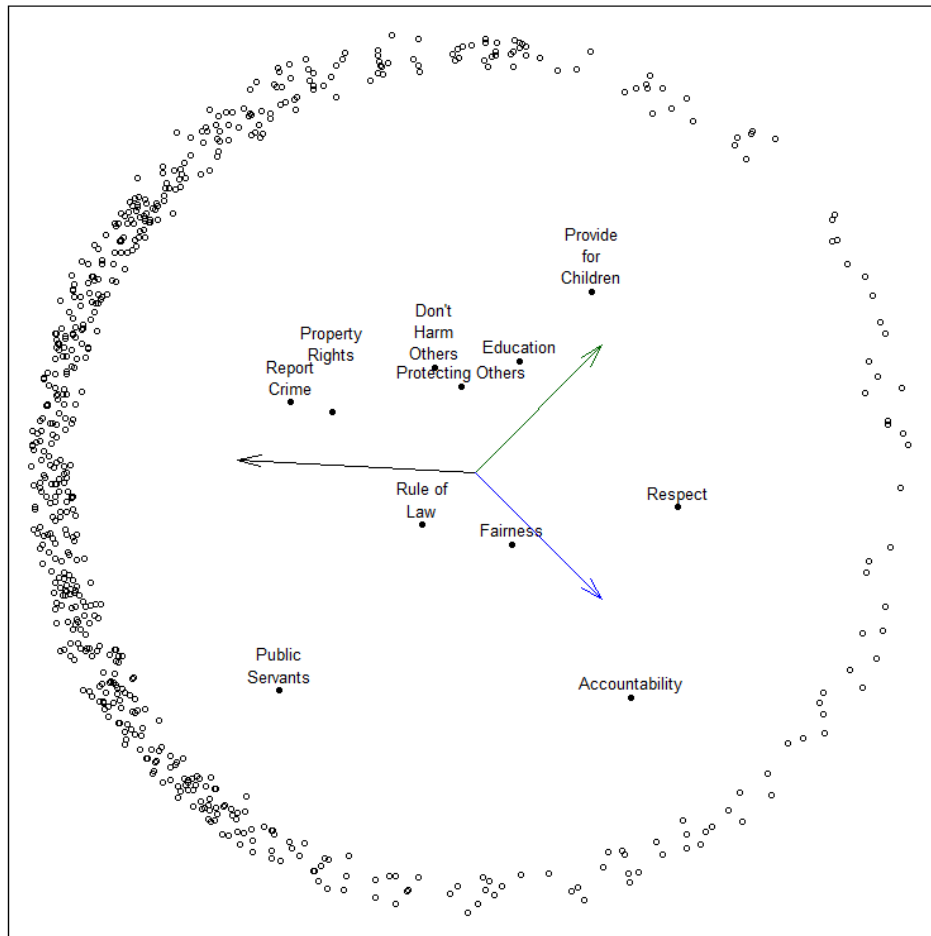 Provide
for
Children
Don't
Harm
Others
Property
Rights
Education
Report
Crime
Protecting Others
Rule of
Law
Respect
Fairness
Public
Servants
Accountability